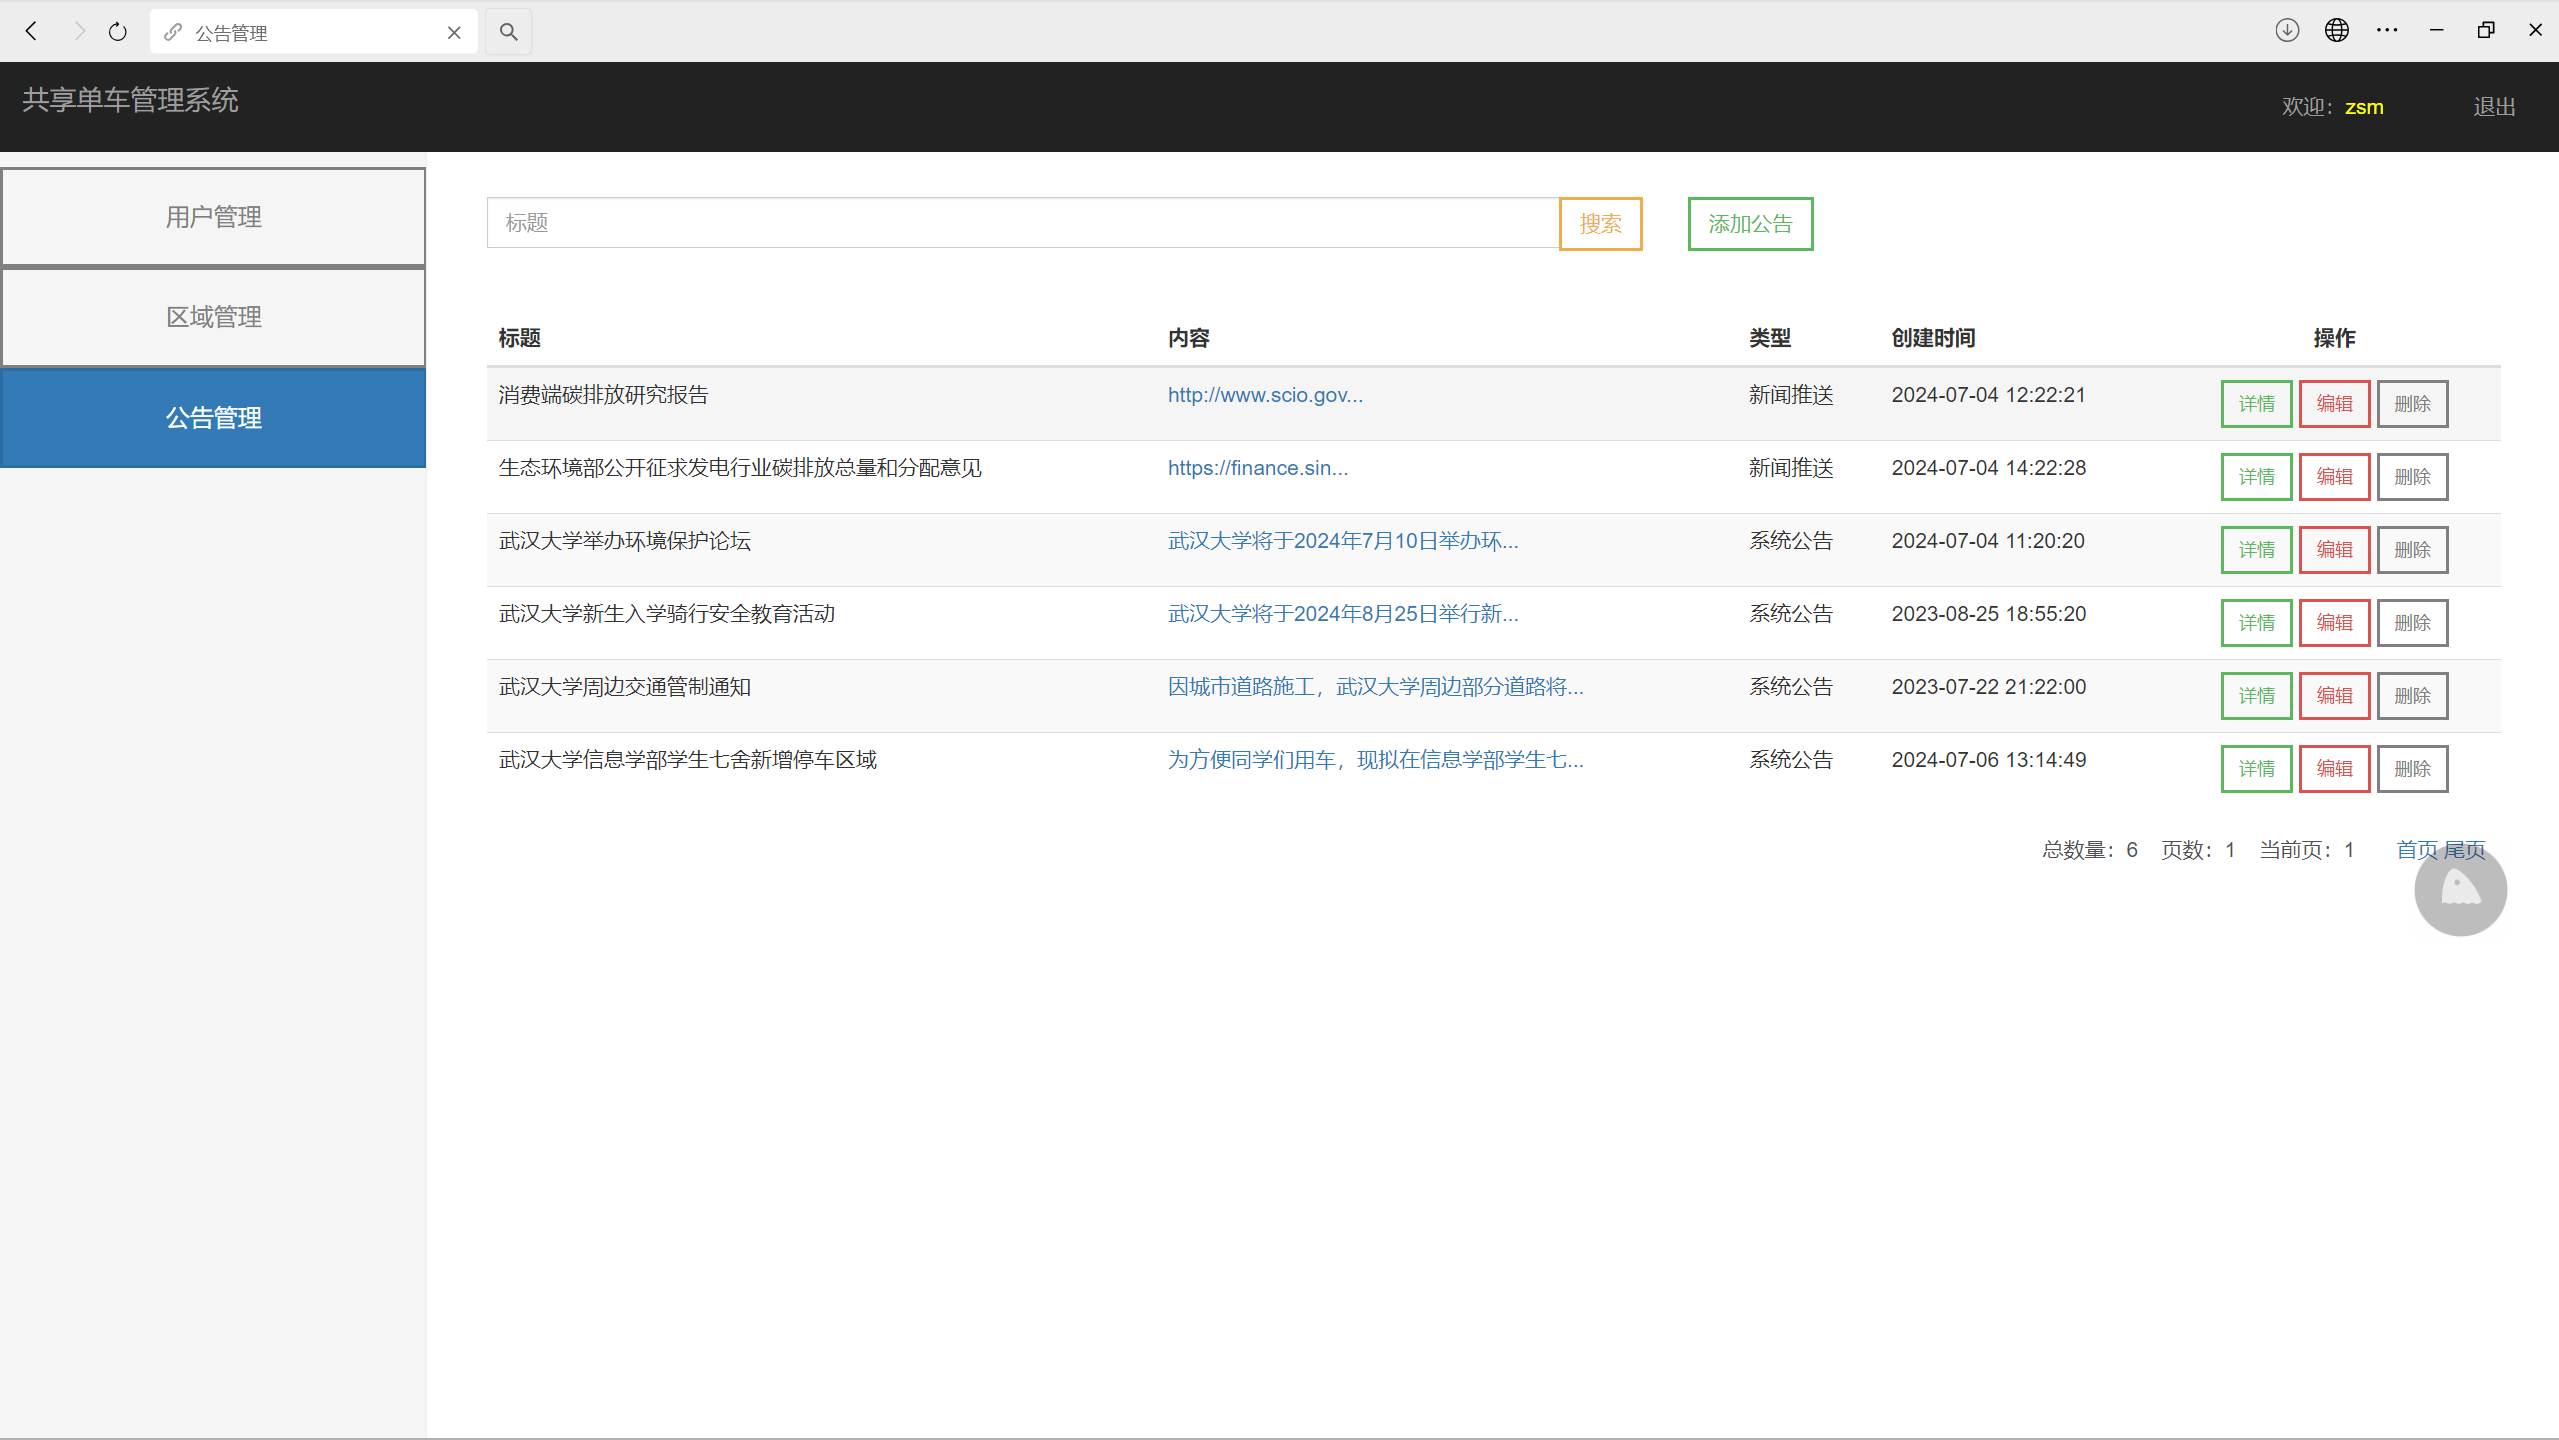 公告管理
共享单车管理系统
欢迎：zsm 退出
用户管理
区域管理
公告管理
标题 搜索 添加公告
标题 内容 类型 创建时间 操作
消费端碳排放研究报告 http://www.scio.gov... 新闻推送 2024-07-04 12:22:21 详情 编辑 删除
生态环境部公开征求发电行业碳排放总量和分配意见 https://finance.sin... 新闻推送 2024-07-04 14:22:28 详情 编辑 删除
武汉大学举办环境保护论坛 武汉大学将于2024年7月10日举办环... 系统公告 2024-07-04 11:20:20 详情 编辑 删除
武汉大学新生入学骑行安全教育活动 武汉大学将于2024年8月25日举行新... 系统公告 2023-08-25 18:55:20 详情 编辑 删除
武汉大学周边交通管制通知 因城市道路施工，武汉大学周边部分道路将... 系统公告 2023-07-22 21:22:00 详情 编辑 删除
武汉大学信息学部学生七舍新增停车区域 为方便同学们用车，现拟在信息学部学生七... 系统公告 2024-07-06 13:14:49 详情 编辑 删除
总数量：6 页数：1 当前页：1 首页 尾页